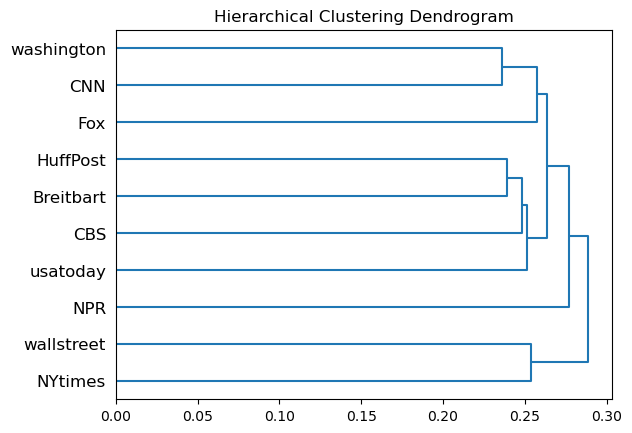 Hierarchical Clustering Dendrogram
washington
CNN
Fox
HuffPost
Breitbart
CBS
usatoday
NPR
wallstreet
NYtimes
0.00 0.05 0.10 0.15 0.20 0.25 0.30